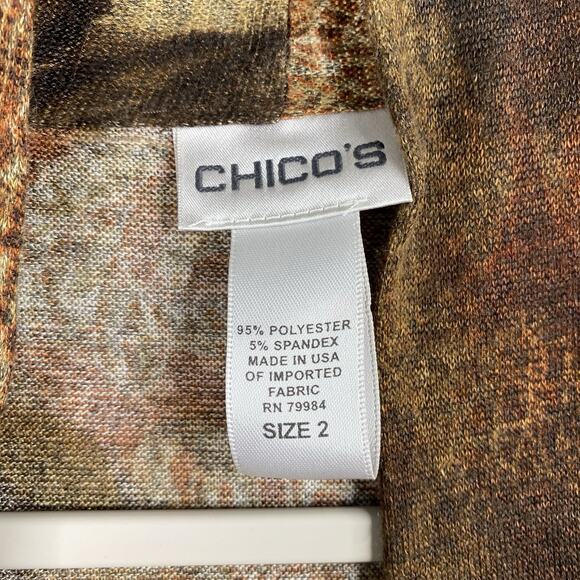 CHICO'S
95% POLYESTER
5% SPANDEX
MADE IN USA
OF IMPORTED
FABRIC
RN 79984
SIZE 2